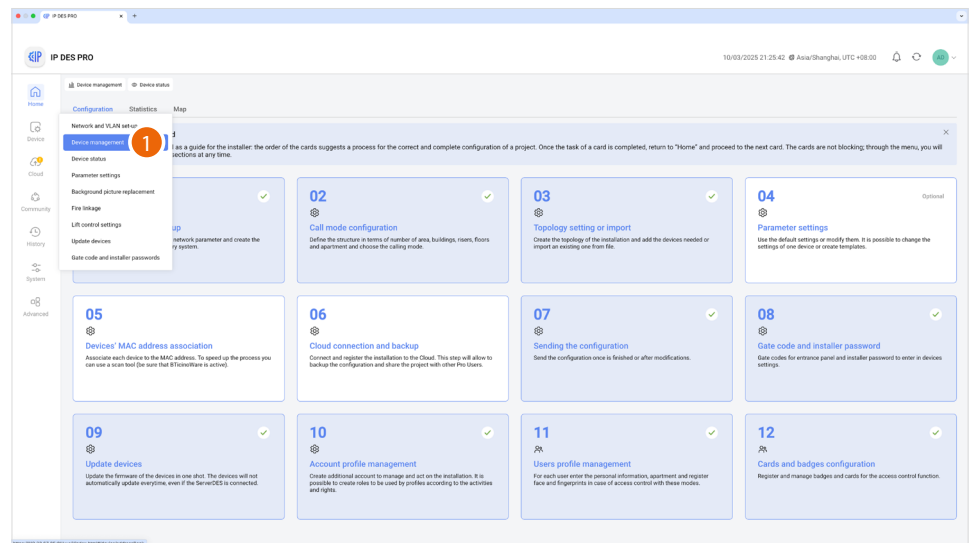 IP DES PRO
IP DES PRO
10/03/2025 21:25:42 Asia/Shanghai, UTC +08:00
AD
Device management
Device status
Home
Device
Cloud
Community
History
System
Advanced
Configuration
Statistics
Map
Network and VLAN set-up
Device management
1
Device status
Parameter settings
Background picture replacement
Fire linkage
Lift control settings
Update devices
Gate code and installer passwords
d as a guide for the installer: the order of the cards suggests a process for the correct and complete configuration of a project. Once the task of a card is completed, return to "Home" and proceed to the next card. The cards are not blocking; through the menu, you will
sections at any time.
up
network parameter and create the
ry system.
02
Call mode configuration
Define the structure in terms of number of area, buildings, risers, floors
and apartment and choose the calling mode.
03
Topology setting or import
Create the topology of the installation and add the devices needed or
import an existing one from file.
04
Optional
Parameter settings
Use the default settings or modify them. It is possible to change the
settings of one device or create templates.
05
Devices' MAC address
association
Associate each device to the MAC address. To speed up the process you
can use a scan tool (be sure that BTicinoWare is active).
06
Cloud connection and backup
Connect and register the installation to the Cloud. This step will allow to
backup the configuration and share the project with other Pro Users.
07
Sending the configuration
Send the configuration once is finished or after modifications.
08
Gate code and installer password
Gate codes for entrance panel and installer password to enter in devices
settings.
09
Update devices
Update the firmware of the devices in one shot. The devices will not
automatically update everytime, even if the ServerDES is connected.
10
Account profile management
Create additional account to manage and act on the installation. It is
possible to create roles to be used by profiles according to the activities
and rights.
11
Users profile management
For each user enter the personal information, apartment and register
face and fingerprints in case of access control with these modes.
12
Cards and badges configuration
Register and manage badges and cards for the access control function.